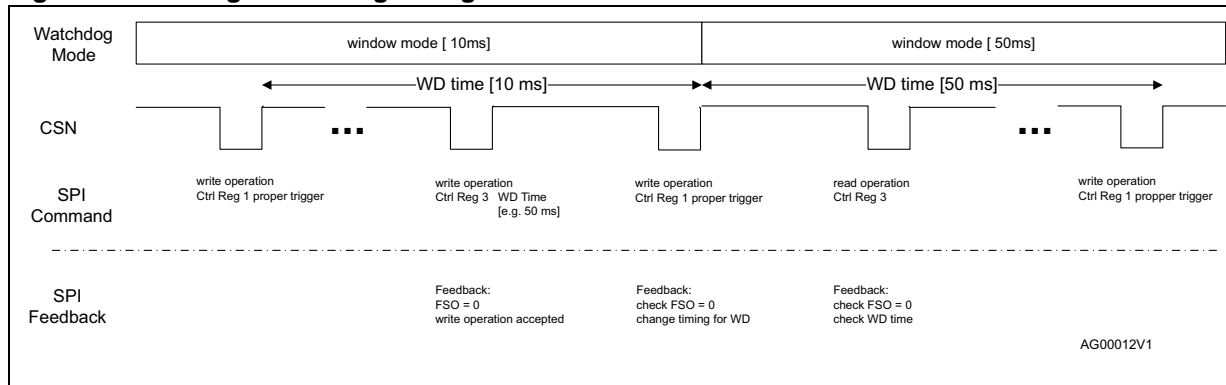 Watchdog
Mode
window mode [ 10ms]
window mode [ 50ms]
WD time [10 ms]
WD time [50 ms]
CSN
...
...
SPI
Command
write operation
Ctrl Reg 1 proper trigger
write operation
Ctrl Reg 3 WD Time
[e.g. 50 ms]
write operation
Ctrl Reg 1 proper trigger
read operation
Ctrl Reg 3
write operation
Ctrl Reg 1 propper trigger
SPI
Feedback
Feedback:
FSO = 0
write operation accepted
Feedback:
check FSO = 0
change timing for WD
Feedback:
check FSO = 0
check WD time
AG00012V1